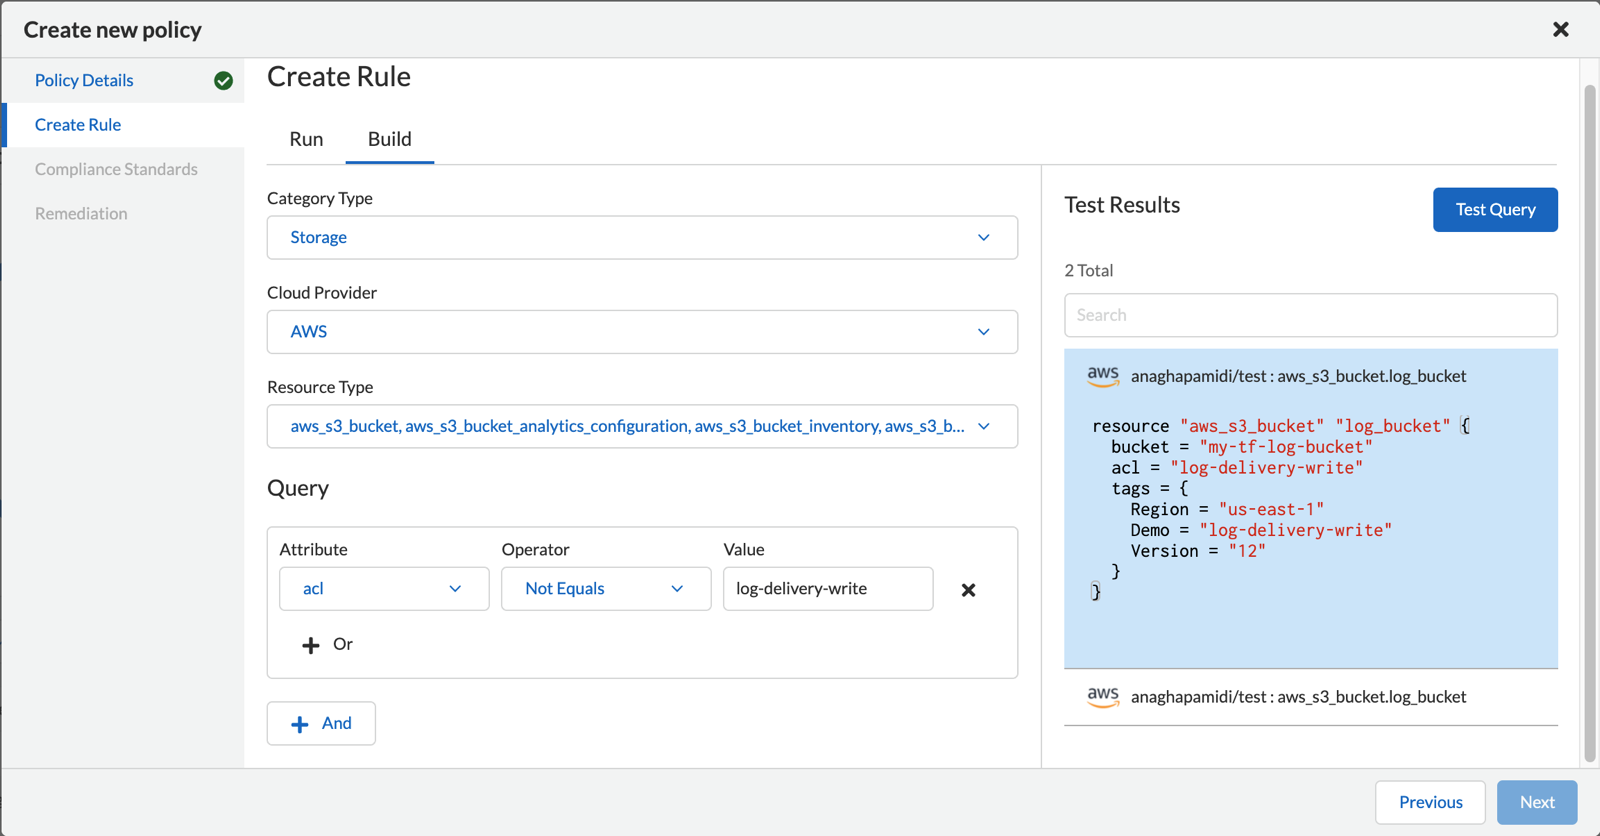 Create new policy
Policy Details
Create Rule
Compliance Standards
Remediation
Create Rule
Run
Build
Category Type
Storage
Cloud Provider
AWS
Resource Type
aws_s3_bucket, aws_s3_bucket_analytics_configuration, aws_s3_bucket_inventory, aws_s3_b...
Query
Attribute
Operator
Value
acl
Not Equals
log-delivery-write
Or
And
Test Results
Test Query
2 Total
Search
aws anaghapamidi/test : aws_s3_bucket.log_bucket
resource "aws_s3_bucket" "log_bucket" {
bucket = "my-tf-log-bucket"
acl = "log-delivery-write"
tags = {
Region = "us-east-1"
Demo = "log-delivery-write"
Version = "12"
}
}
aws anaghapamidi/test : aws_s3_bucket.log_bucket
Previous
Next